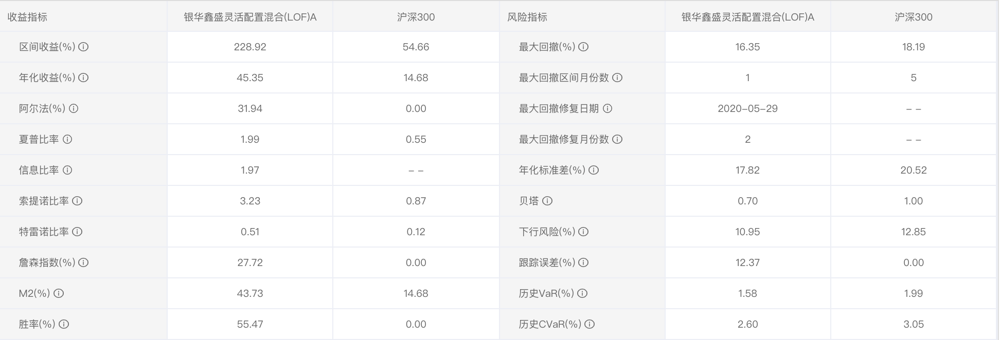 收益指标 银华鑫盛灵活配置混合(LOF)A 沪深300 风险指标 银华鑫盛灵活配置混合(LOF)A 沪深300
区间收益(%) 228.92 54.66 最大回撤(%) 16.35 18.19
年化收益(%) 45.35 14.68 最大回撤区间月份数 1 5
阿尔法(%) 31.94 0.00 最大回撤修复日期 2020-05-29 --
夏普比率 1.99 0.55 最大回撤修复月份数 2 --
信息比率 1.97 -- 年化标准差(%) 17.82 20.52
索提诺比率 3.23 0.87 贝塔 0.70 1.00
特雷诺比率 0.51 0.12 下行风险(%) 10.95 12.85
詹森指数(%) 27.72 0.00 跟踪误差(%) 12.37 0.00
M2(%) 43.73 14.68 历史VaR(%) 1.58 1.99
胜率(%) 55.47 0.00 历史CVaR(%) 2.60 3.05